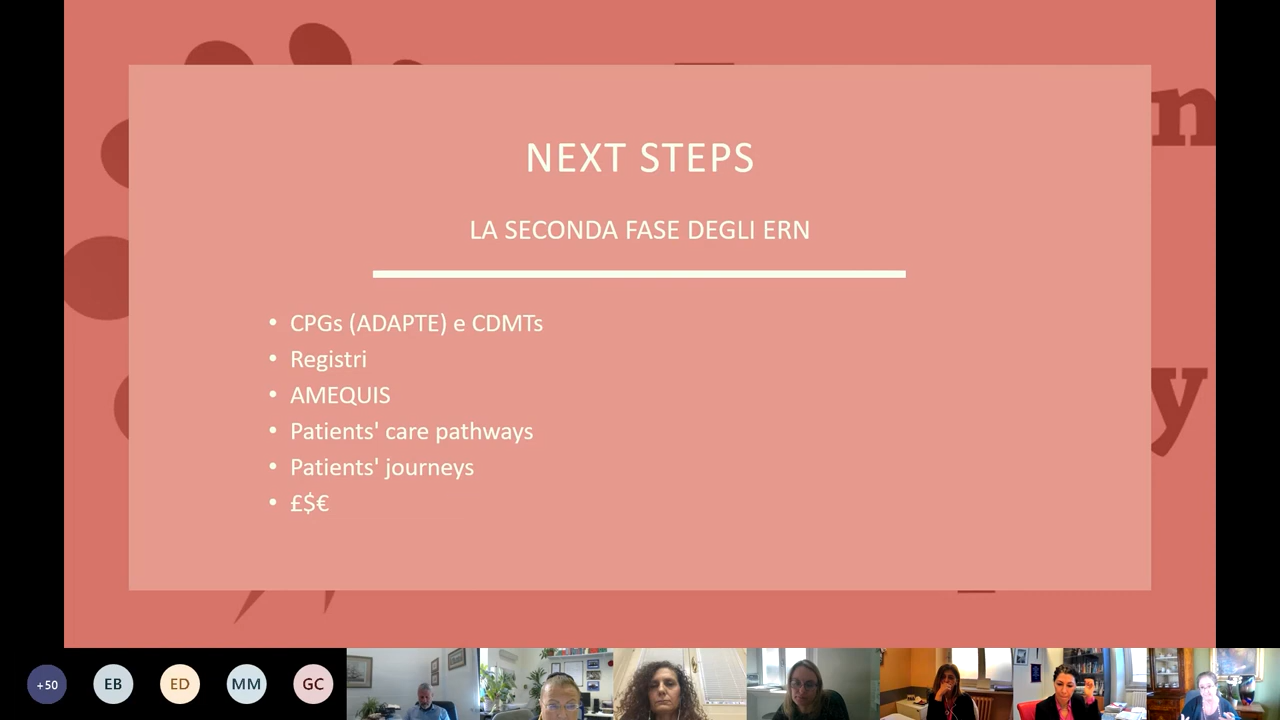 NEXT STEPS
LA SECONDA FASE DEGLI ERN
• CPGs (ADAPTE) e CDMTs
• Registri
• AMEQUIS
• Patients' care pathways
• Patients' journeys
• £$€
n
y
+50 EB ED MM GC